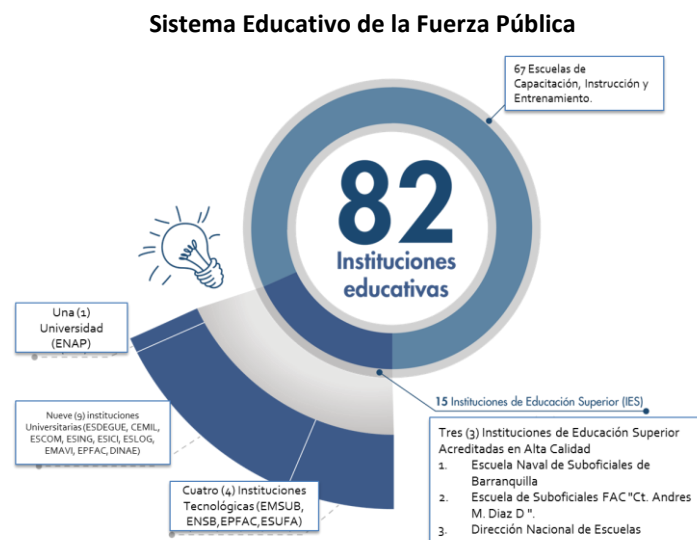 Sistema Educativo de la Fuerza Pública
67 Escuelas de
Capacitación, Instrucción y
Entrenamiento.
82
Instituciones
educativas
Una (1)
Universidad
(ENAP)
Nueve (9) instituciones
Universitarias (ESDEGUE, CEMIL,
ESCOM, ESING, ESICI, ESLOG,
EMAVI, EPFAC, DINAE)
Cuatro (4) Instituciones
Tecnológicas (EMSUB,
ENSB,EPFAC,ESUFA)
15 Instituciones de Educación Superior (IES)
Tres (3) Instituciones de Educación Superior
Acreditadas en Alta Calidad
1. Escuela Naval de Suboficiales de
Barranquilla
2. Escuela de Suboficiales FAC "Ct. Andres
M. Diaz D ".
3. Dirección Nacional de Escuelas